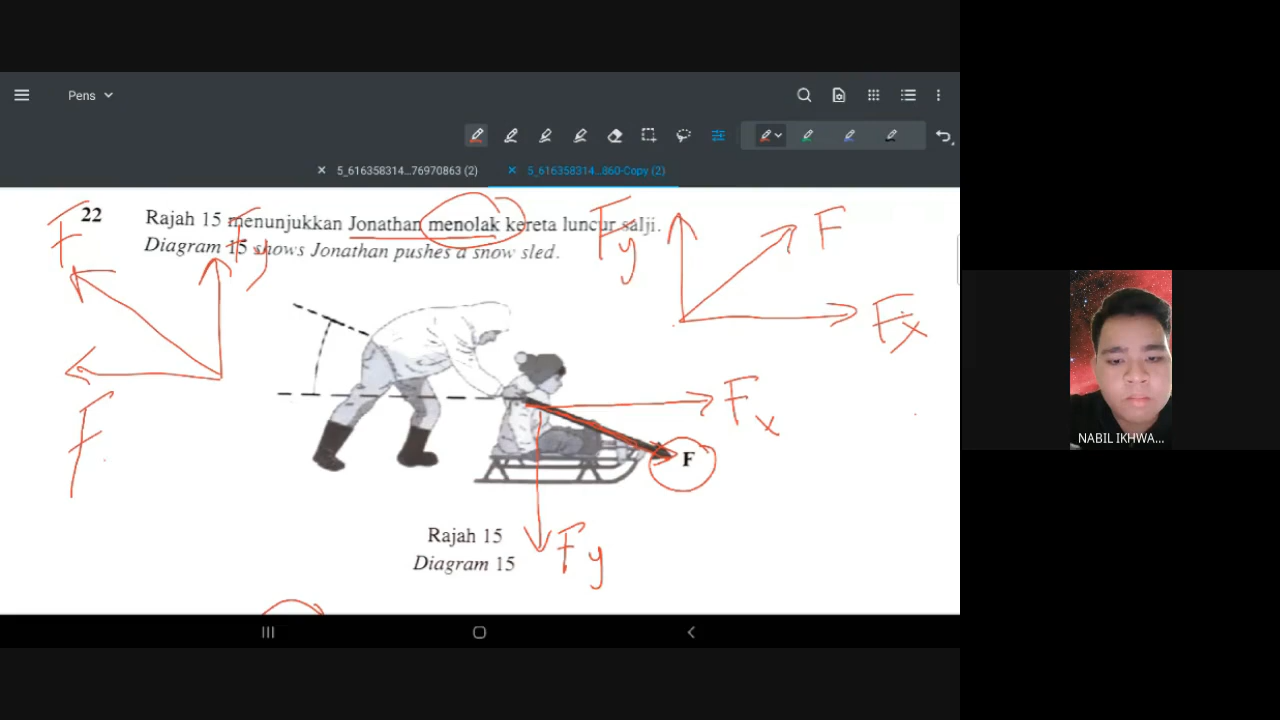 Pens
5_616358314...76970863 (2)
5_616358314...860-Copy (2)
22
Rajah 15 menunjukkan Jonathan menolak kereta luncur salji.
Diagram 15 shows Jonathan pushes a snow sled.
F
Fy
F
Fy
F
Fx
Fx
F
Fy
Rajah 15
Diagram 15
NABIL IKHWA...